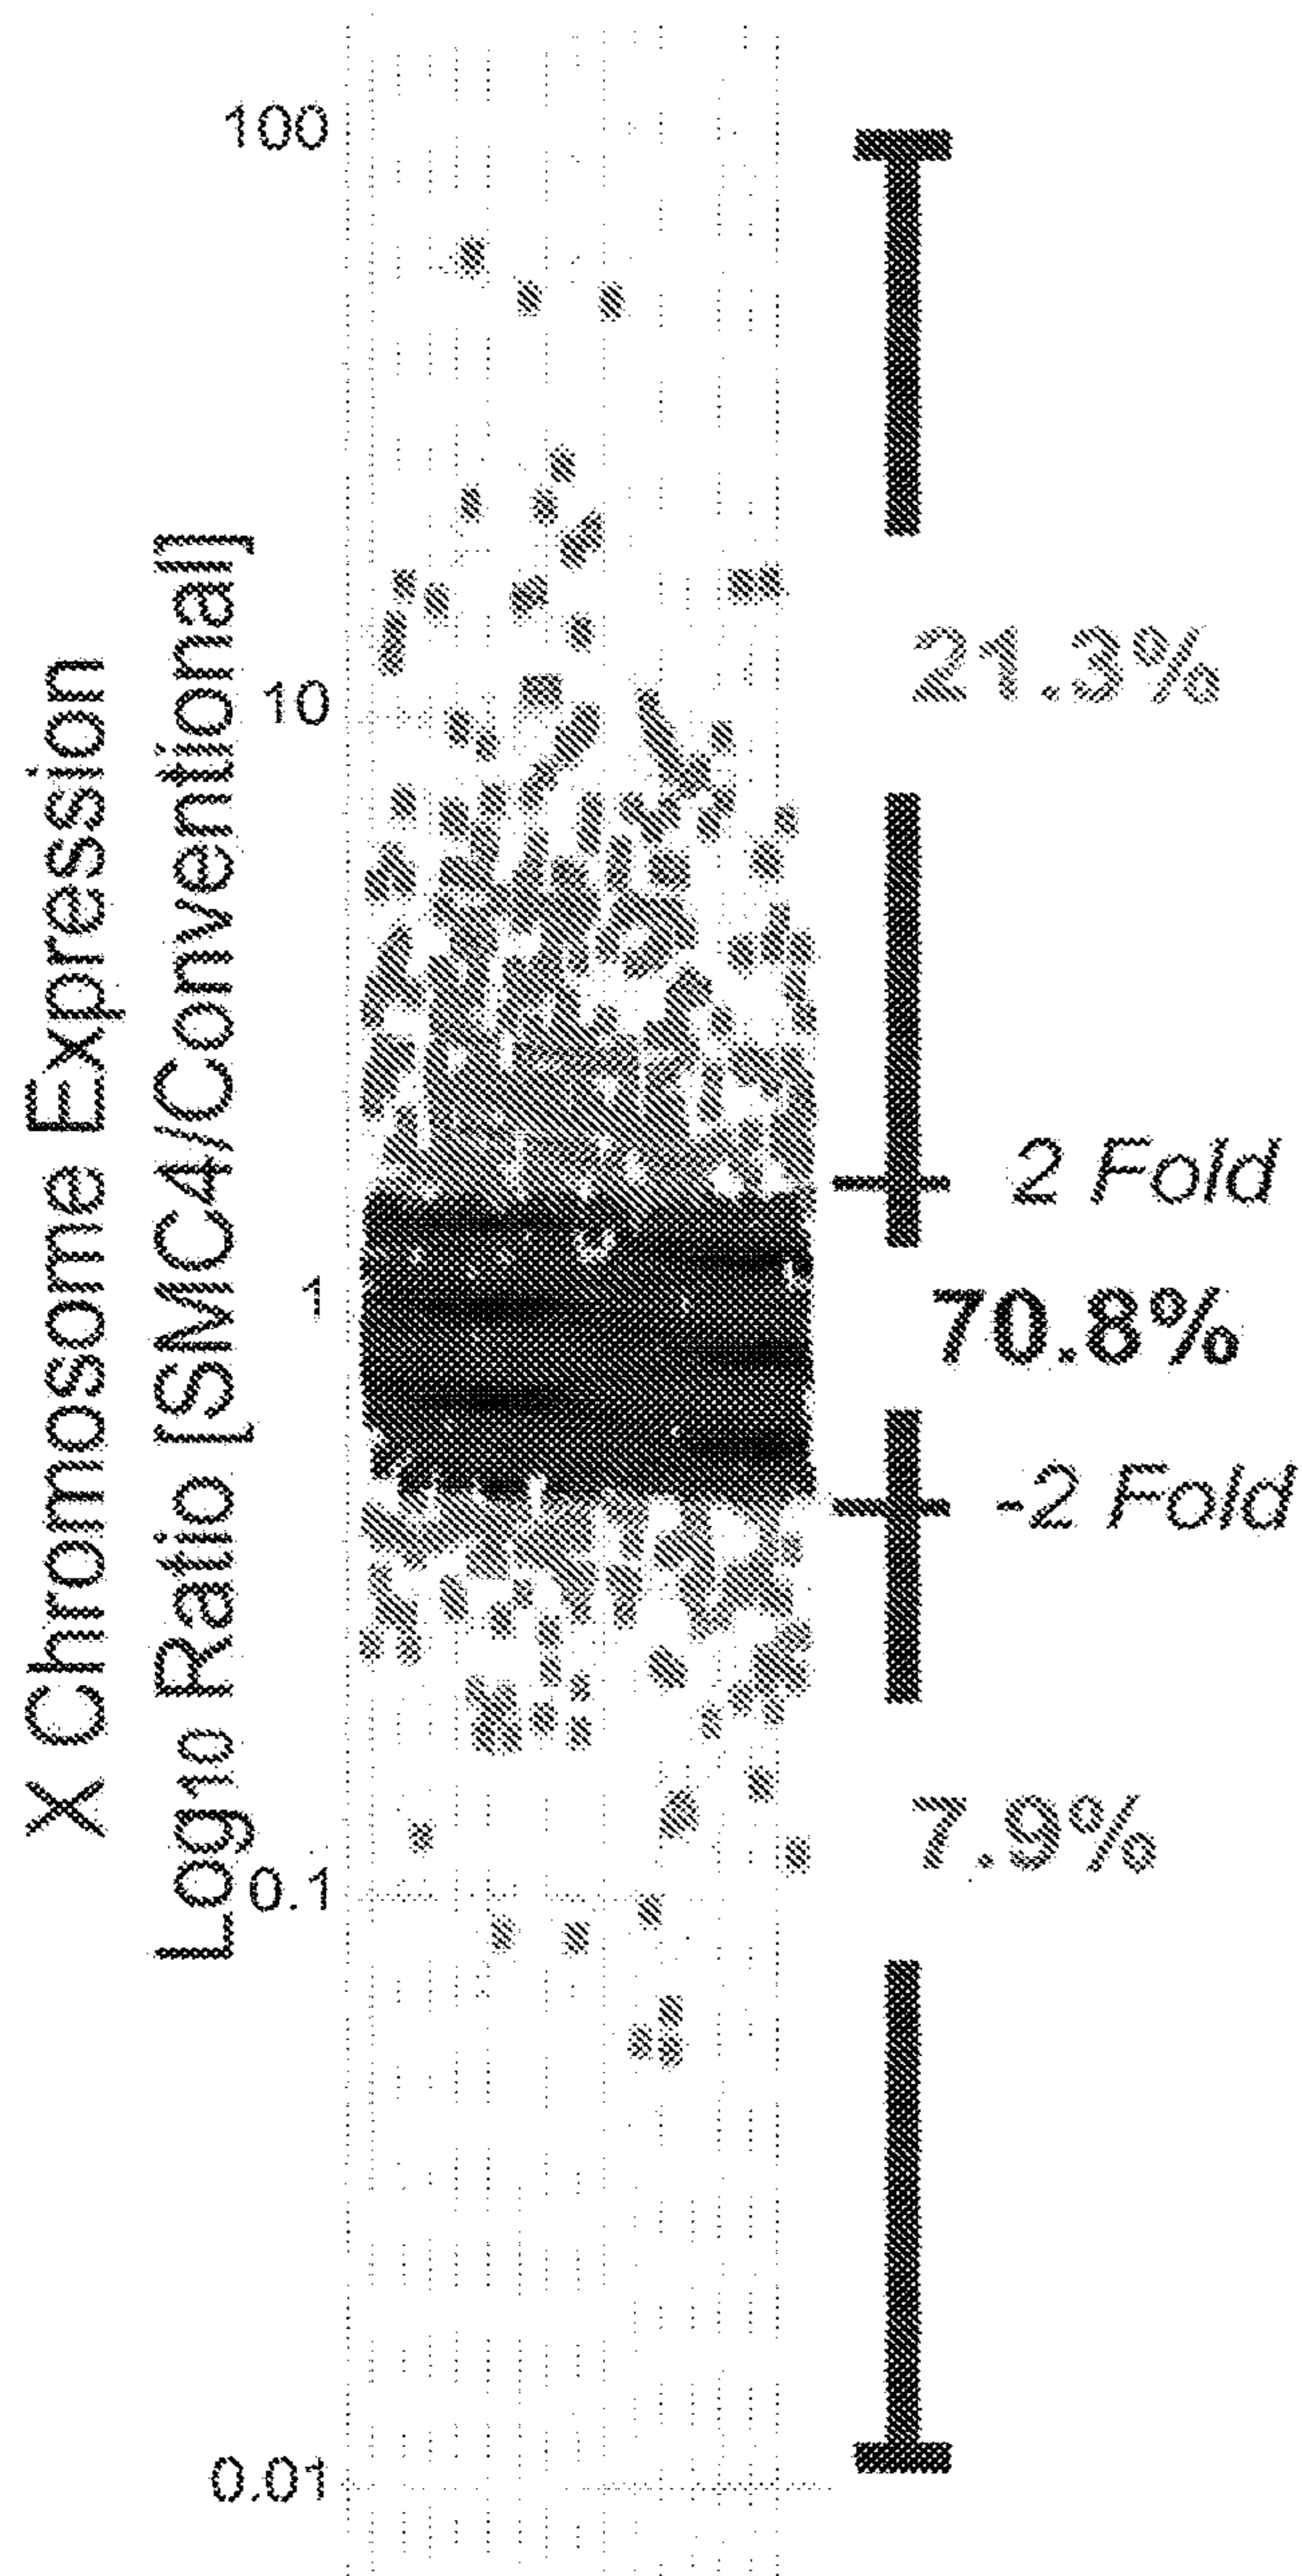 X Chromosome Expression
Log10 Ratio [SMC4/Conventional]
100
10
1
0.1
0.01
21.3%
2 Fold
70.8%
-2 Fold
7.9%